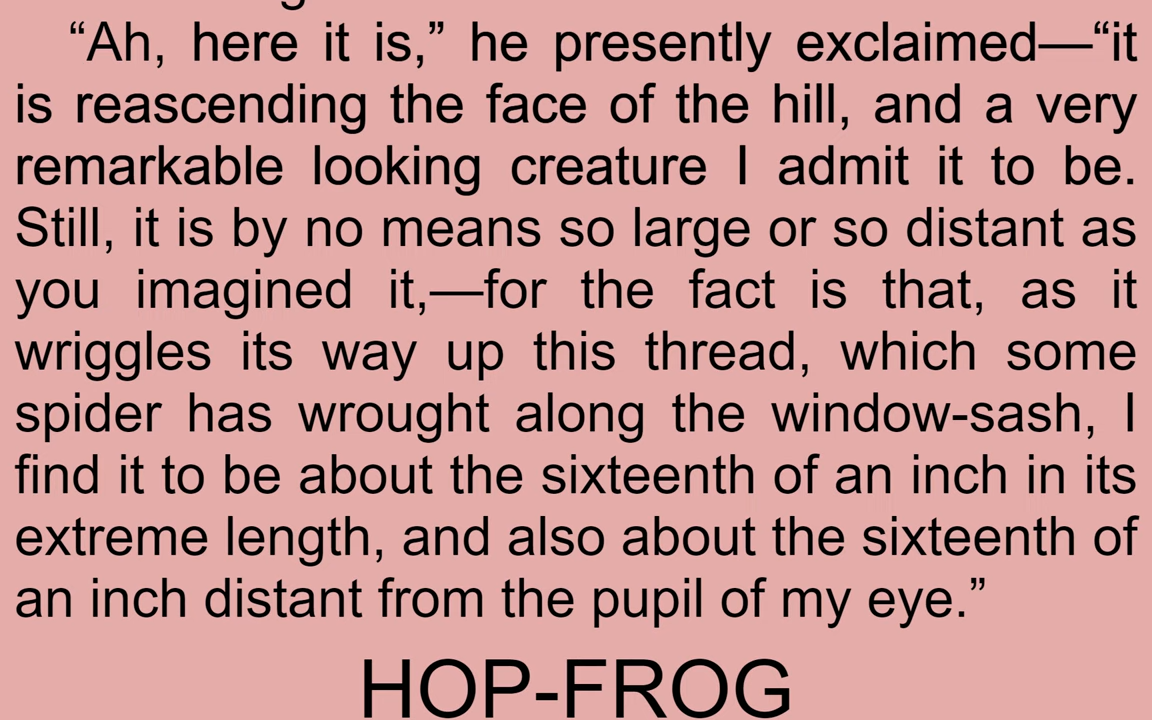 “Ah, here it is,” he presently exclaimed—“it
is reascending the face of the hill, and a very
remarkable looking creature I admit it to be.
Still, it is by no means so large or so distant as
you imagined it,—for the fact is that, as it
wriggles its way up this thread, which some
spider has wrought along the window-sash, I
find it to be about the sixteenth of an inch in its
extreme length, and also about the sixteenth of
an inch distant from the pupil of my eye.”
HOP-FROG